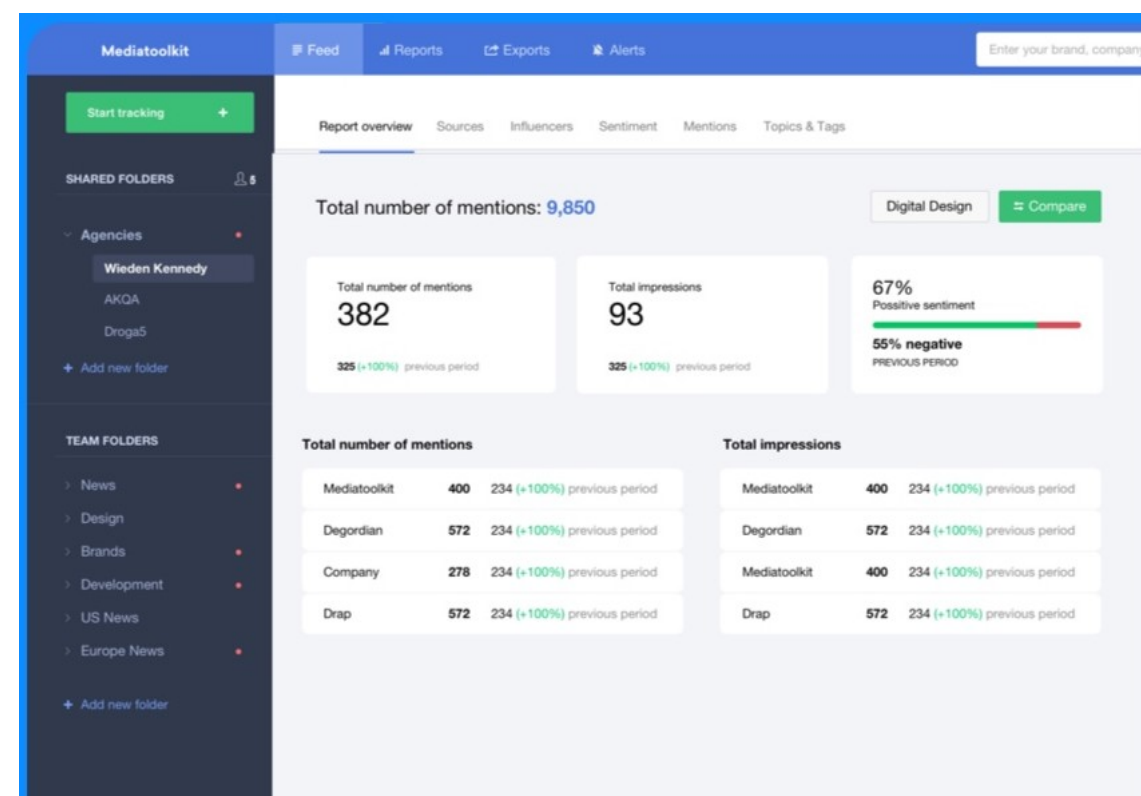 Mediatoolkit
Feed
Reports
Exports
Alerts
Enter your brand, company
Start tracking +
Report overview
Sources
Influencers
Sentiment
Mentions
Topics & Tags
SHARED FOLDERS 5
Agencies
Wieden Kennedy
AKQA
Droga5
+ Add new folder
TEAM FOLDERS
News
Design
Brands
Development
US News
Europe News
+ Add new folder
Total number of mentions: 9,850
Digital Design
Compare
Total number of mentions
382
325 (+100%) previous period
Total impressions
93
325 (+100%) previous period
67%
Possitive sentiment
55% negative
PREVIOUS PERIOD
Total number of mentions
Mediatoolkit 400 234 (+100%) previous period
Degordian 572 234 (+100%) previous period
Company 278 234 (+100%) previous period
Drap 572 234 (+100%) previous period
Total impressions
Mediatoolkit 400 234 (+100%) previous period
Degordian 572 234 (+100%) previous period
Mediatoolkit 400 234 (+100%) previous period
Drap 572 234 (+100%) previous period